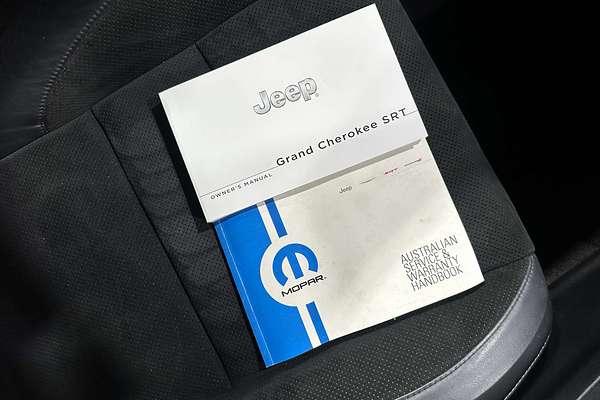 Jeep®
Grand Cherokee SRT
OWNER'S MANUAL
Jeep
MOPAR®
AUSTRALIAN
SERVICE &
WARRANTY
HANDBOOK